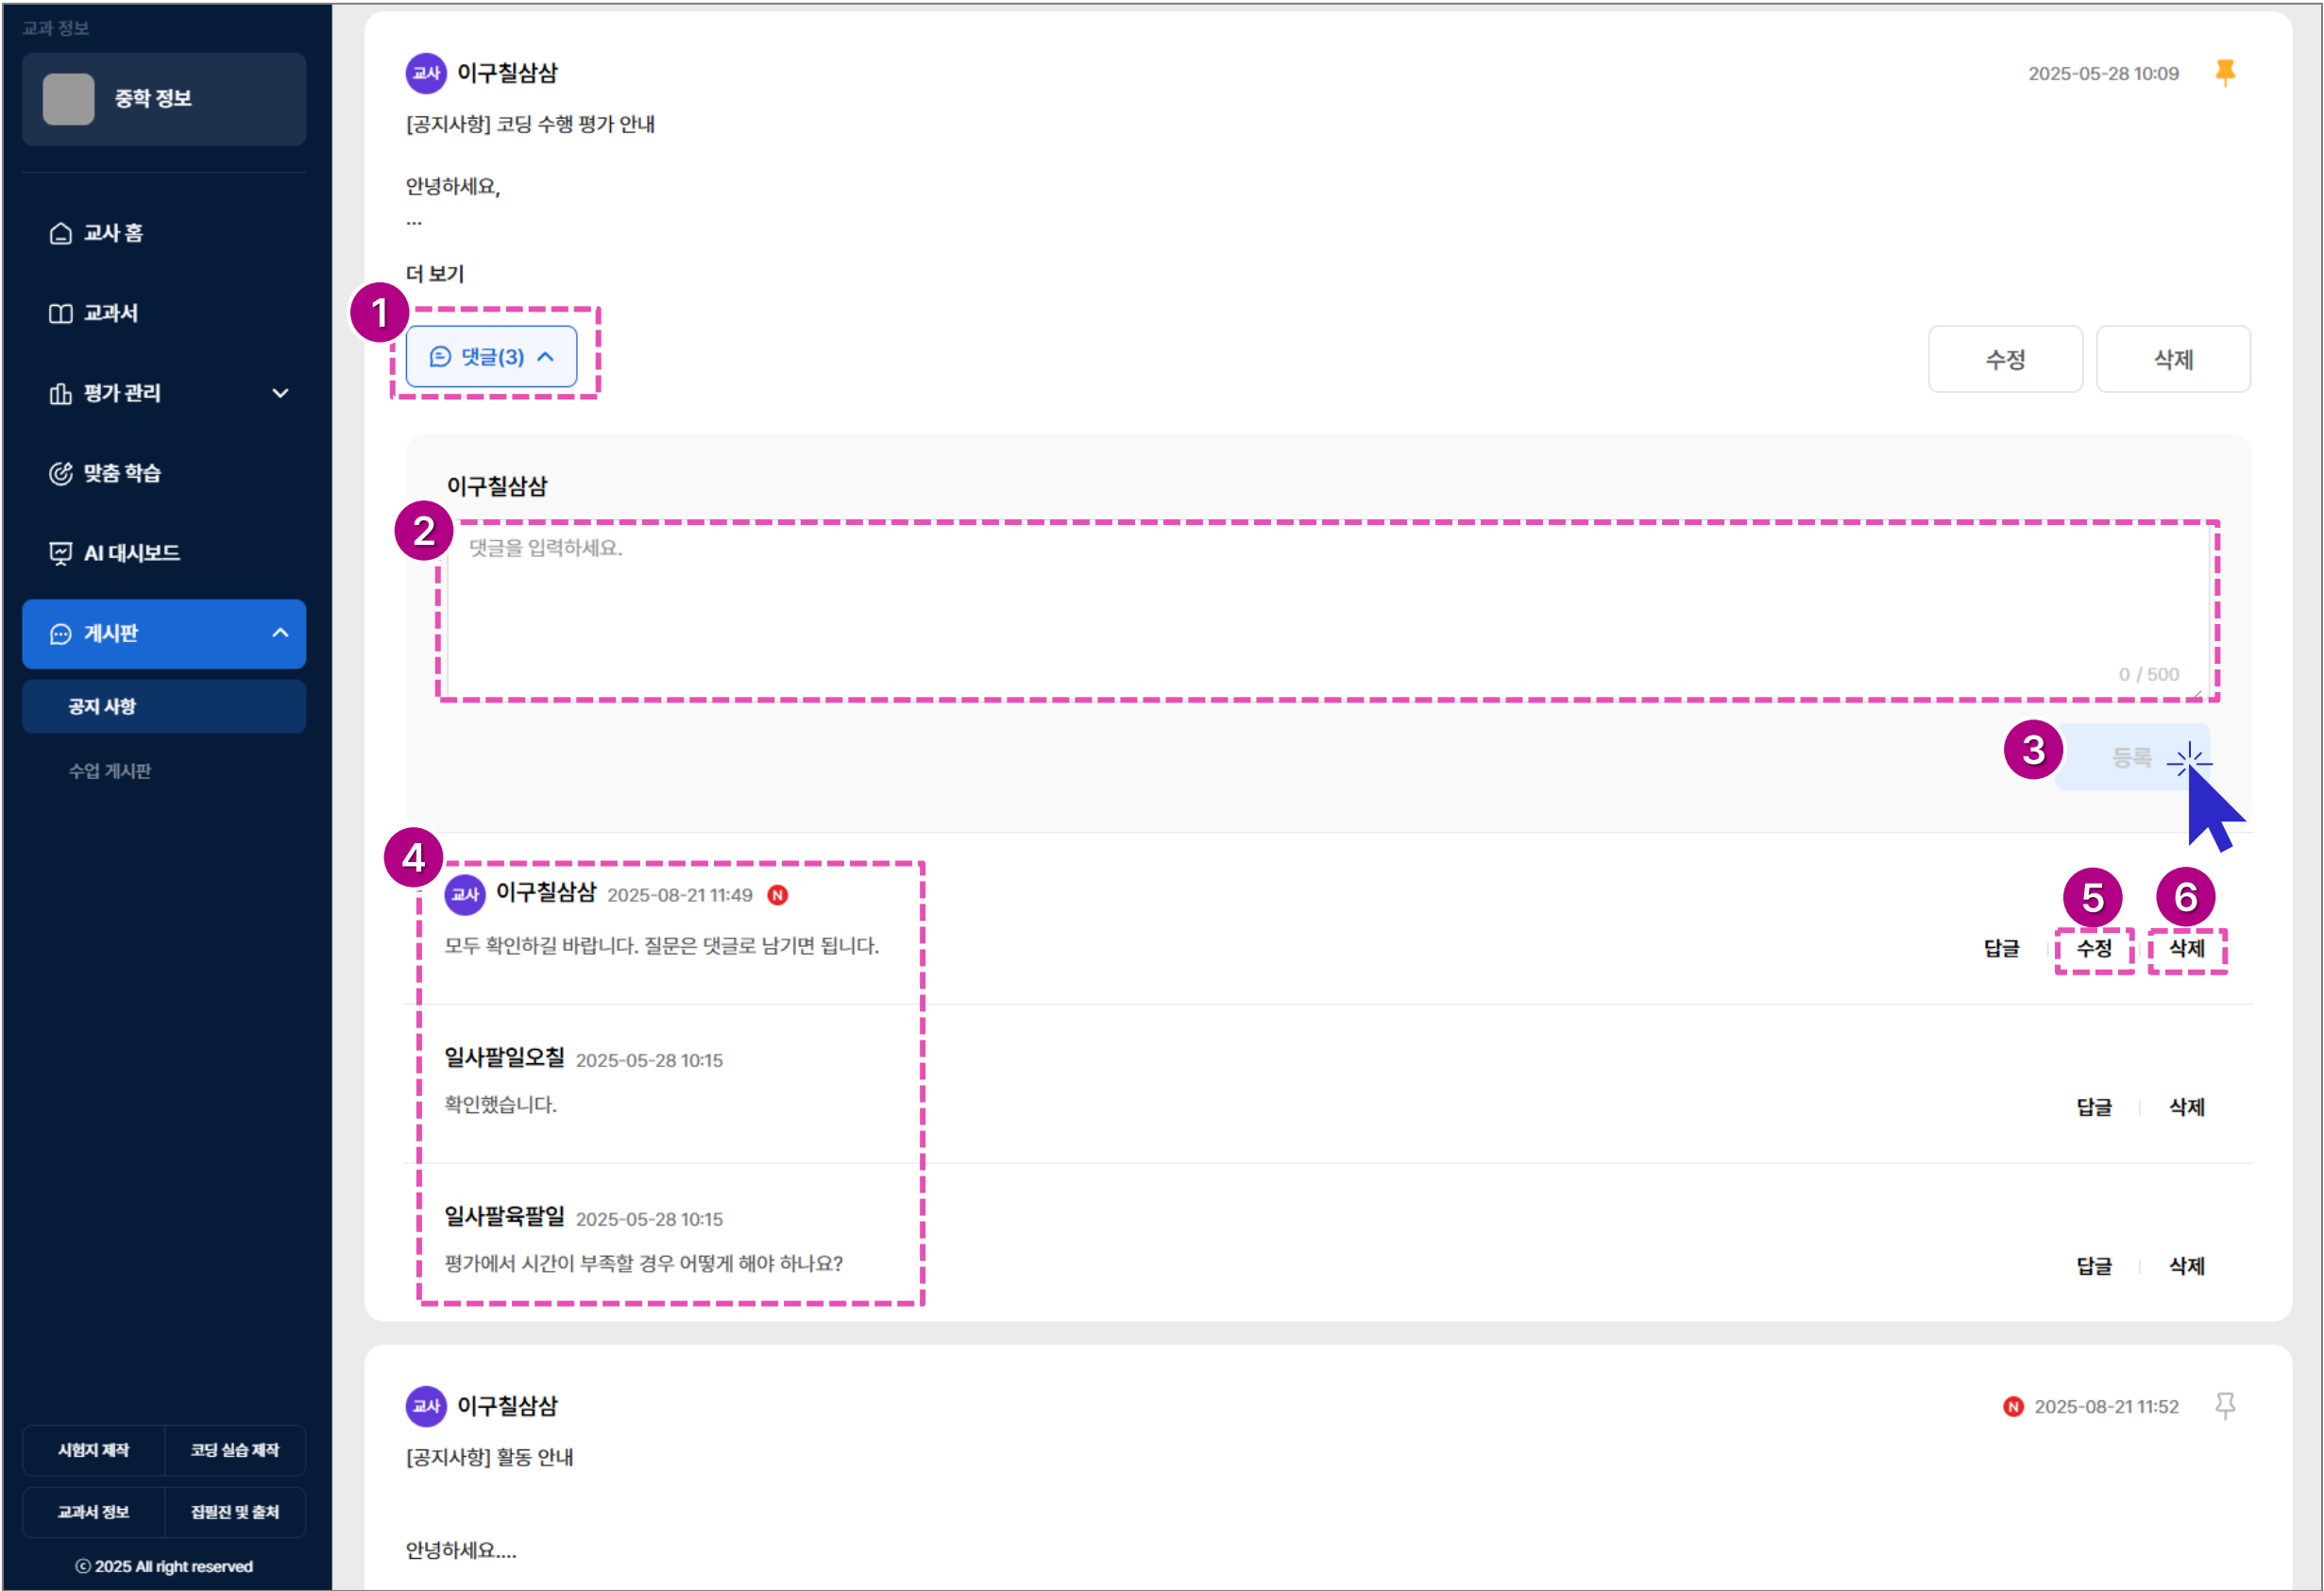 교과 정보
중학 정보
교사 홈
교과서
평가 관리
맞춤 학습
AI 대시보드
게시판
공지 사항
수업 게시판
시험지 제작 코딩 실습 제작
교과서 정보 집필진 및 출처
ⓒ 2025 All right reserved
교사 이구칠삼삼 2025-05-28 10:09
[공지사항] 코딩 수행 평가 안내
안녕하세요,
...
더 보기
1
댓글(3) 수정 삭제
이구칠삼삼
2
댓글을 입력하세요.
0 / 500
3 등록
4
교사 이구칠삼삼 2025-08-21 11:49 N
5 6
모두 확인하길 바랍니다. 질문은 댓글로 남기면 됩니다. 답글 수정 삭제
일사팔일오칠 2025-05-28 10:15
확인했습니다. 답글 삭제
일사팔육팔일 2025-05-28 10:15
평가에서 시간이 부족할 경우 어떻게 해야 하나요? 답글 삭제
교사 이구칠삼삼 N 2025-08-21 11:52
[공지사항] 활동 안내
안녕하세요....